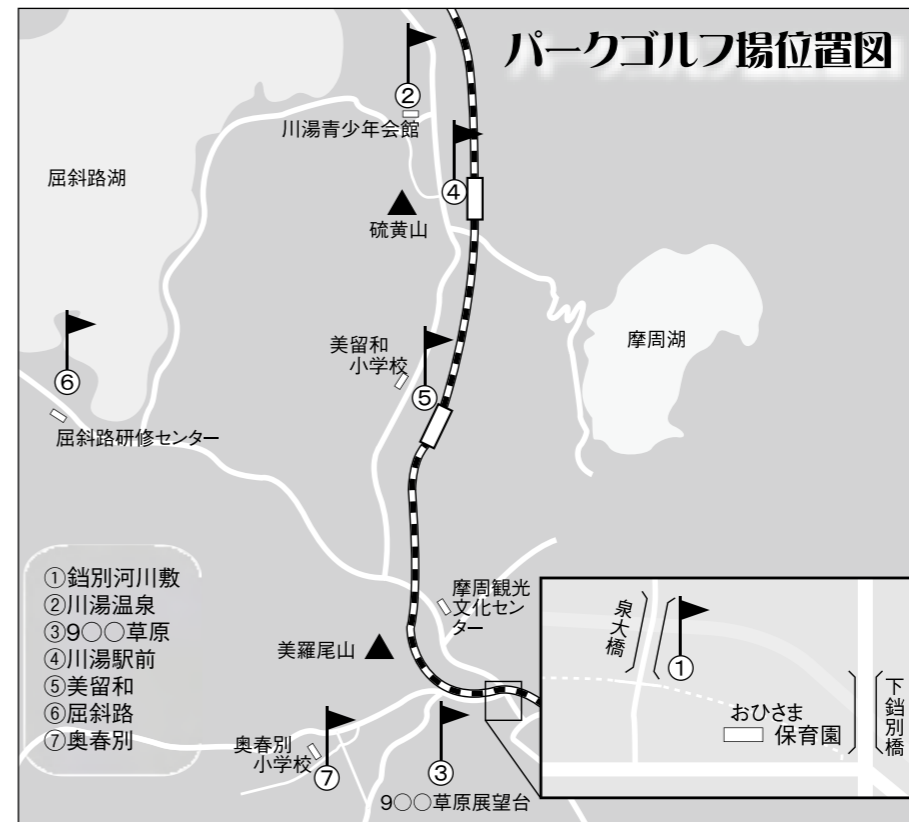 パークゴルフ場位置図
②
川湯青少年会館
屈斜路湖
④
硫黄山
摩周湖
美留和
小学校
⑤
⑥
屈斜路研修センター
①鐺別河川敷
②川湯温泉
③9○○草原
④川湯駅前
⑤美留和
⑥屈斜路
⑦奥春別
摩周観光
文化セン
ター
美羅尾山
奥春別
小学校
⑦
③
9○○草原展望台
泉大橋
①
おひさま
保育園
下鐺別橋